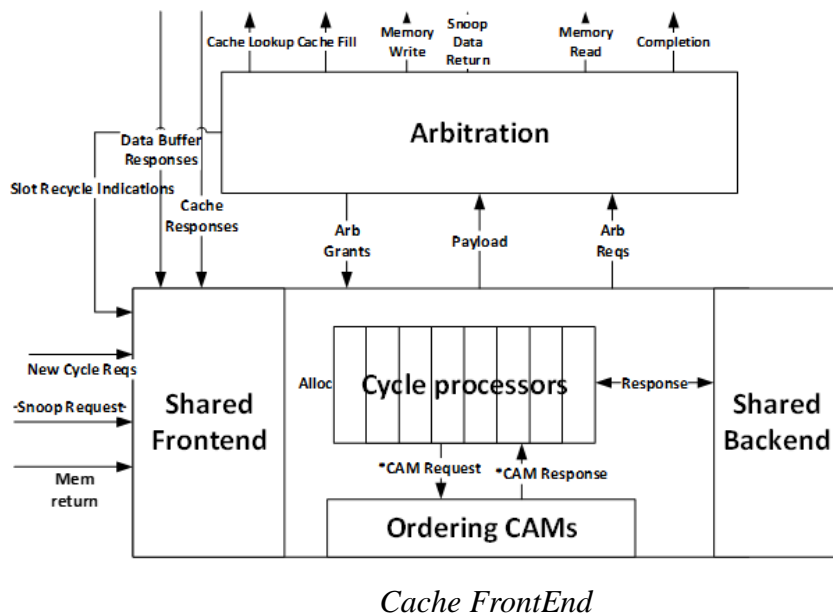 Cache Lookup
Cache Fill
Memory
Write
Snoop
Data
Return
Memory
Read
Completion
Arbitration
Data Buffer
Responses
Slot Recycle Indications
Cache
Responses
Arb
Grants
Payload
Arb
Reqs
New Cycle Reqs
-Snoop Request-
Mem
return
Shared
Frontend
Alloc
Cycle processors
Response
Shared
Backend
*CAM Request
*CAM Response
Ordering CAMs
Cache FrontEnd